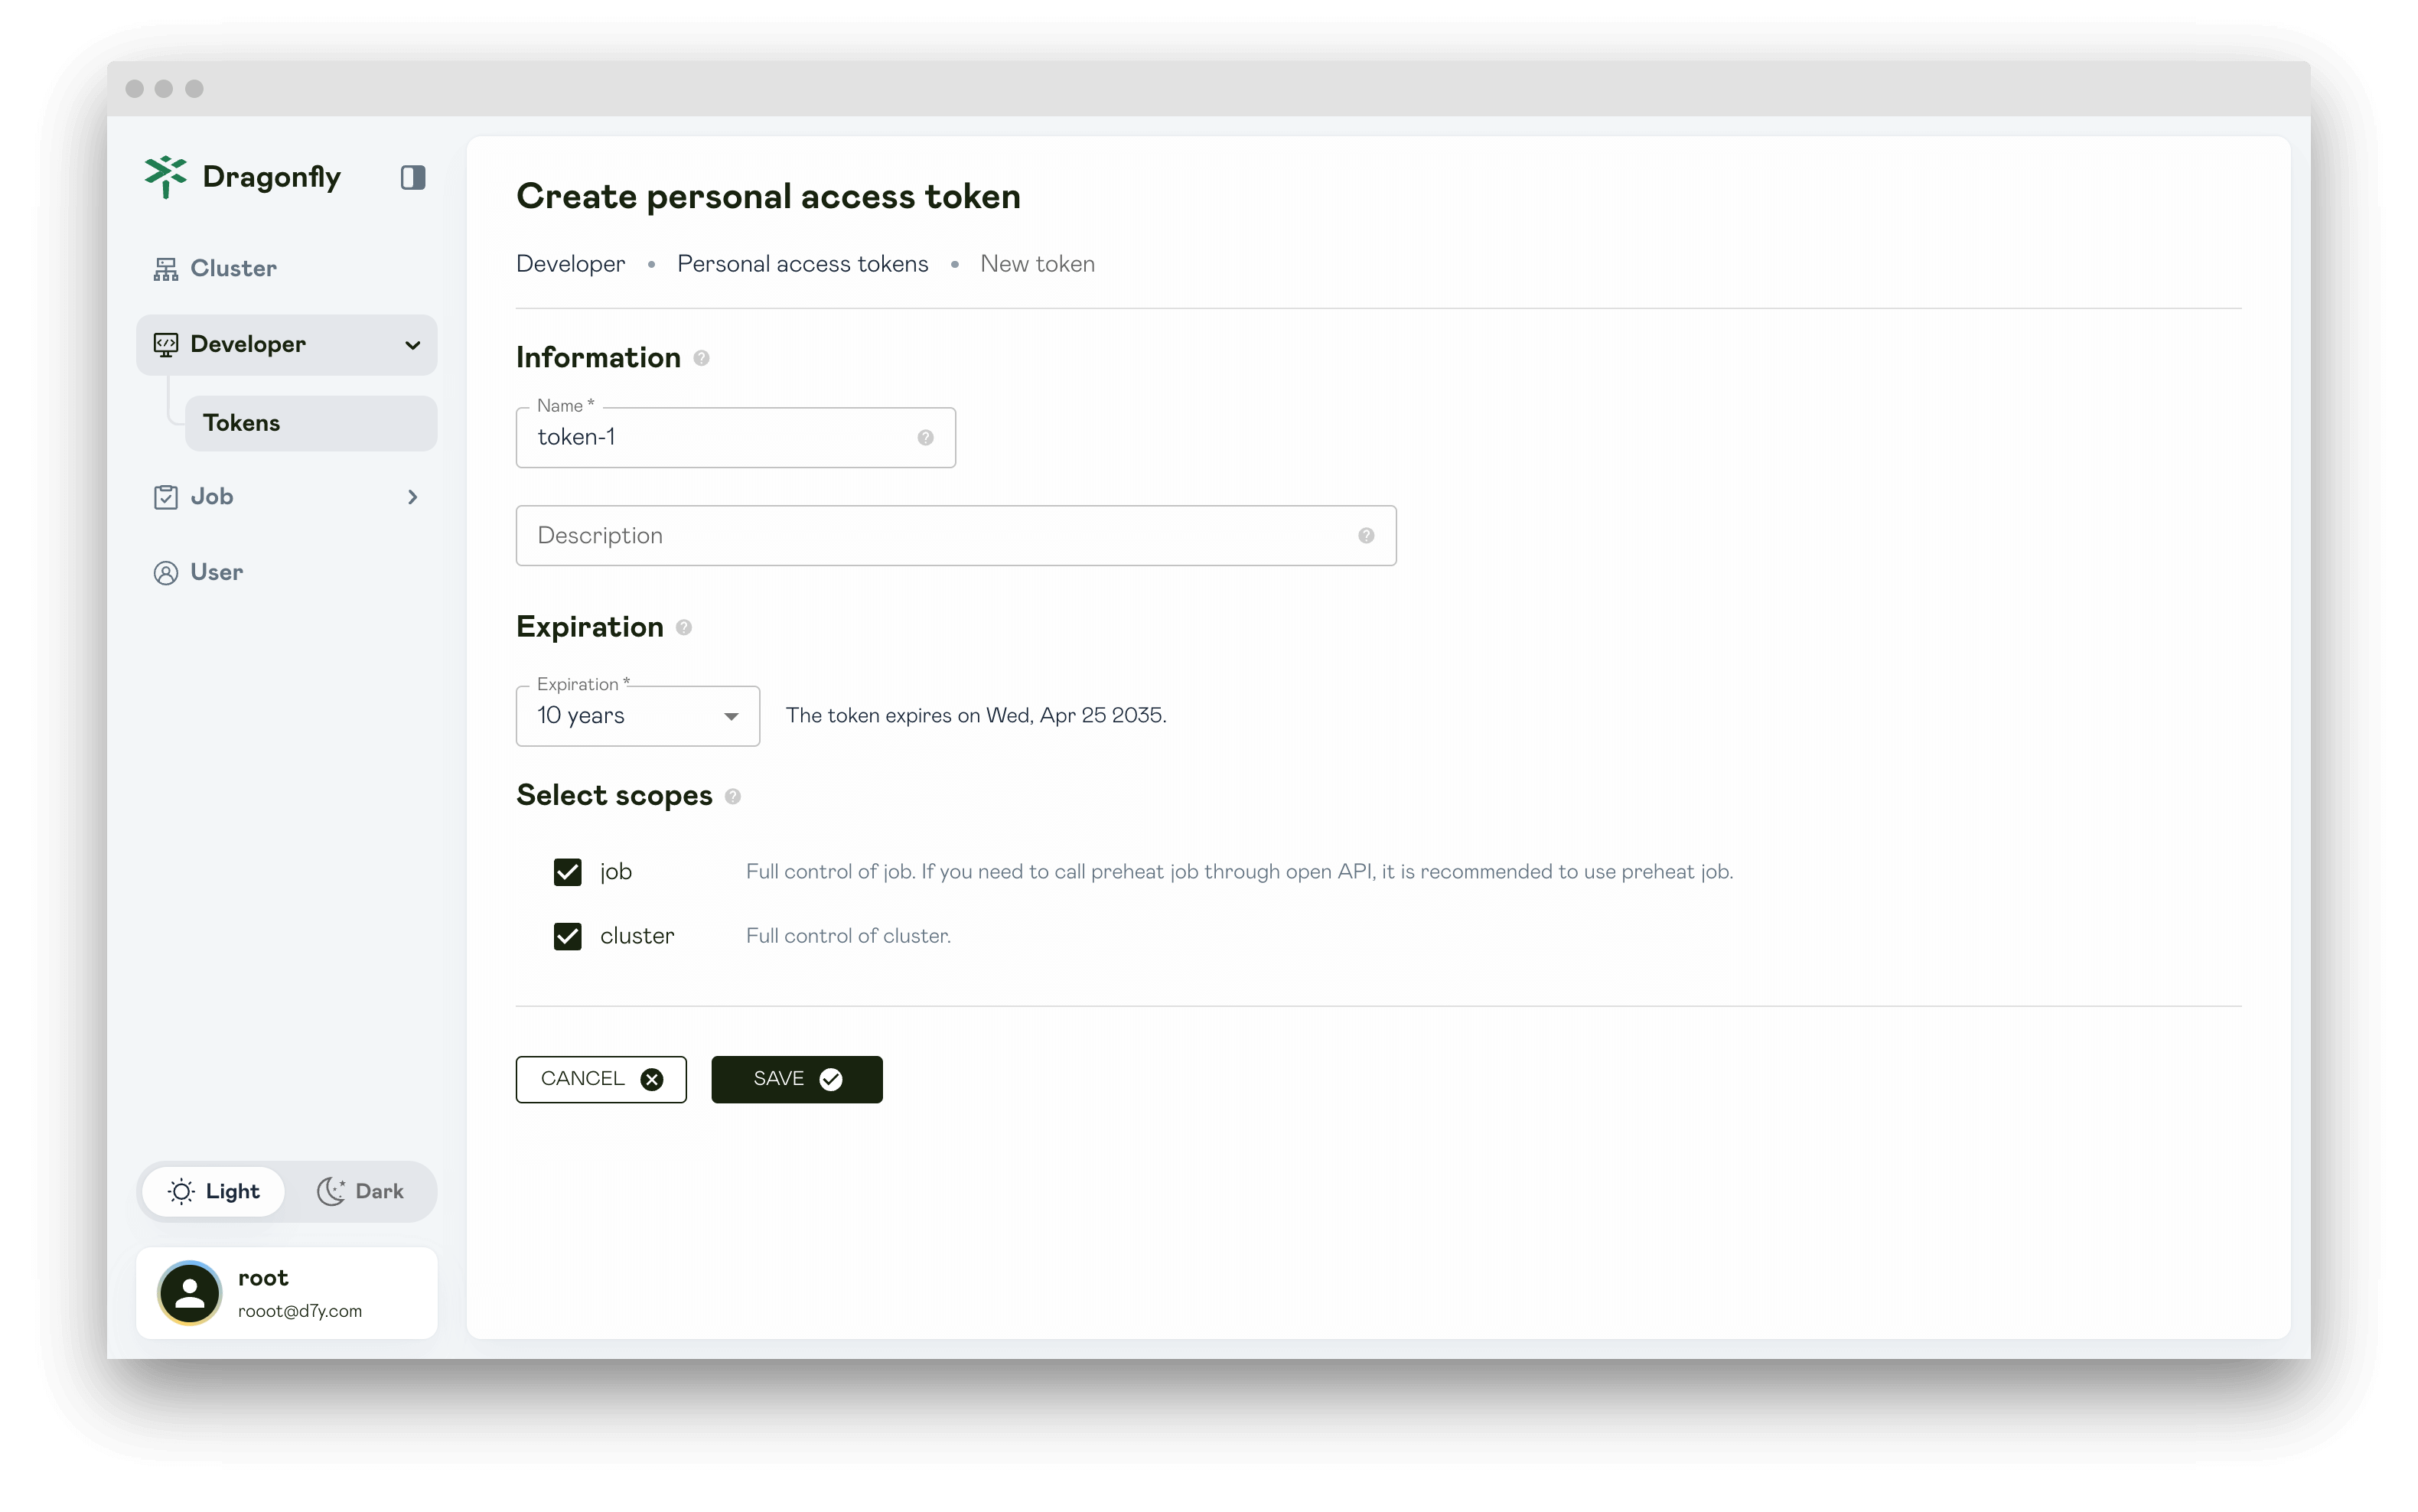 Dragonfly
Cluster
Developer
Tokens
Job
User
Light
Dark
root
rooot@d7y.com
Create personal access token
Developer • Personal access tokens • New token
Information
Name *
token-1
Description
Expiration
Expiration *
10 years
The token expires on Wed, Apr 25 2035.
Select scopes
job Full control of job. If you need to call preheat job through open API, it is recommended to use preheat job.
cluster Full control of cluster.
CANCEL
SAVE